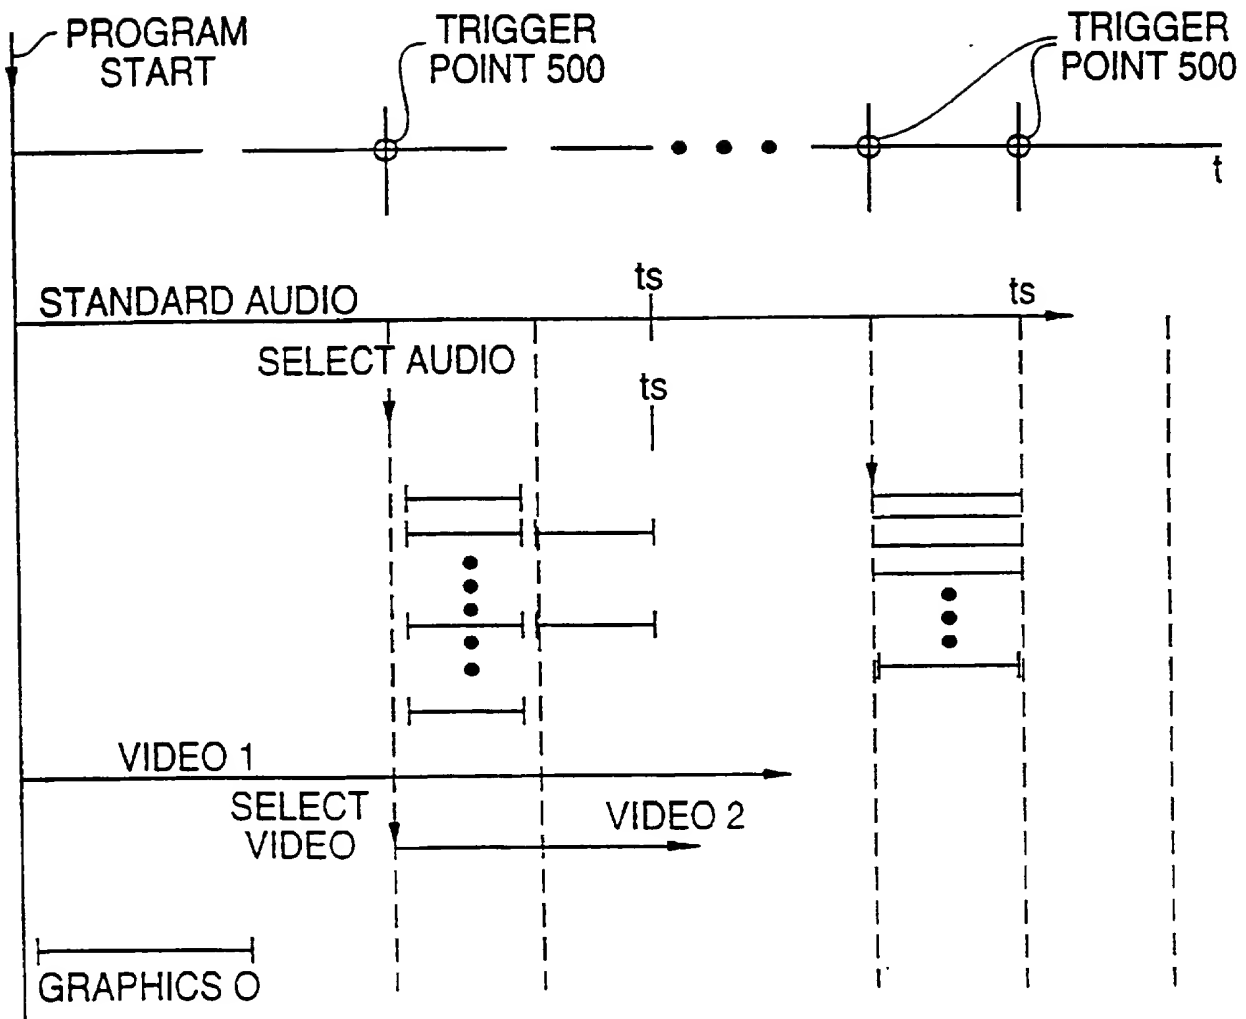 PROGRAM
START
TRIGGER
POINT 500
TRIGGER
POINT 500
t
STANDARD AUDIO
ts
ts
SELECT AUDIO
ts
VIDEO 1
SELECT
VIDEO
VIDEO 2
GRAPHICS O